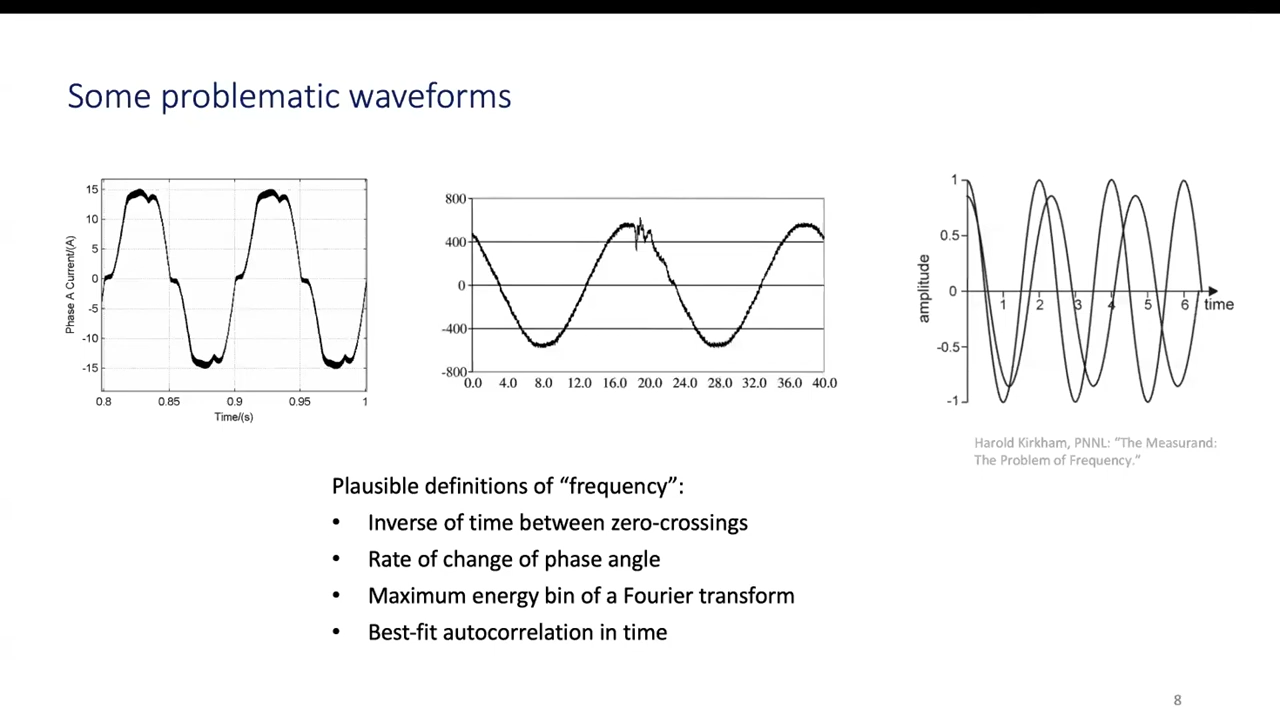 Some problematic waveforms
15
10
5
0
-5
-10
-15
Phase A Current/(A)
0.8 0.85 0.9 0.95 1
Time/(s)
800
400
0
-400
-800
0.0 4.0 8.0 12.0 16.0 20.0 24.0 28.0 32.0 36.0 40.0
1
0.5
0
-0.5
-1
amplitude
1 2 3 4 5 6 time
Harold Kirkham, PNNL: “The Measurand:
The Problem of Frequency.“
Plausible definitions of “frequency”:
• Inverse of time between zero-crossings
• Rate of change of phase angle
• Maximum energy bin of a Fourier transform
• Best-fit autocorrelation in time
8